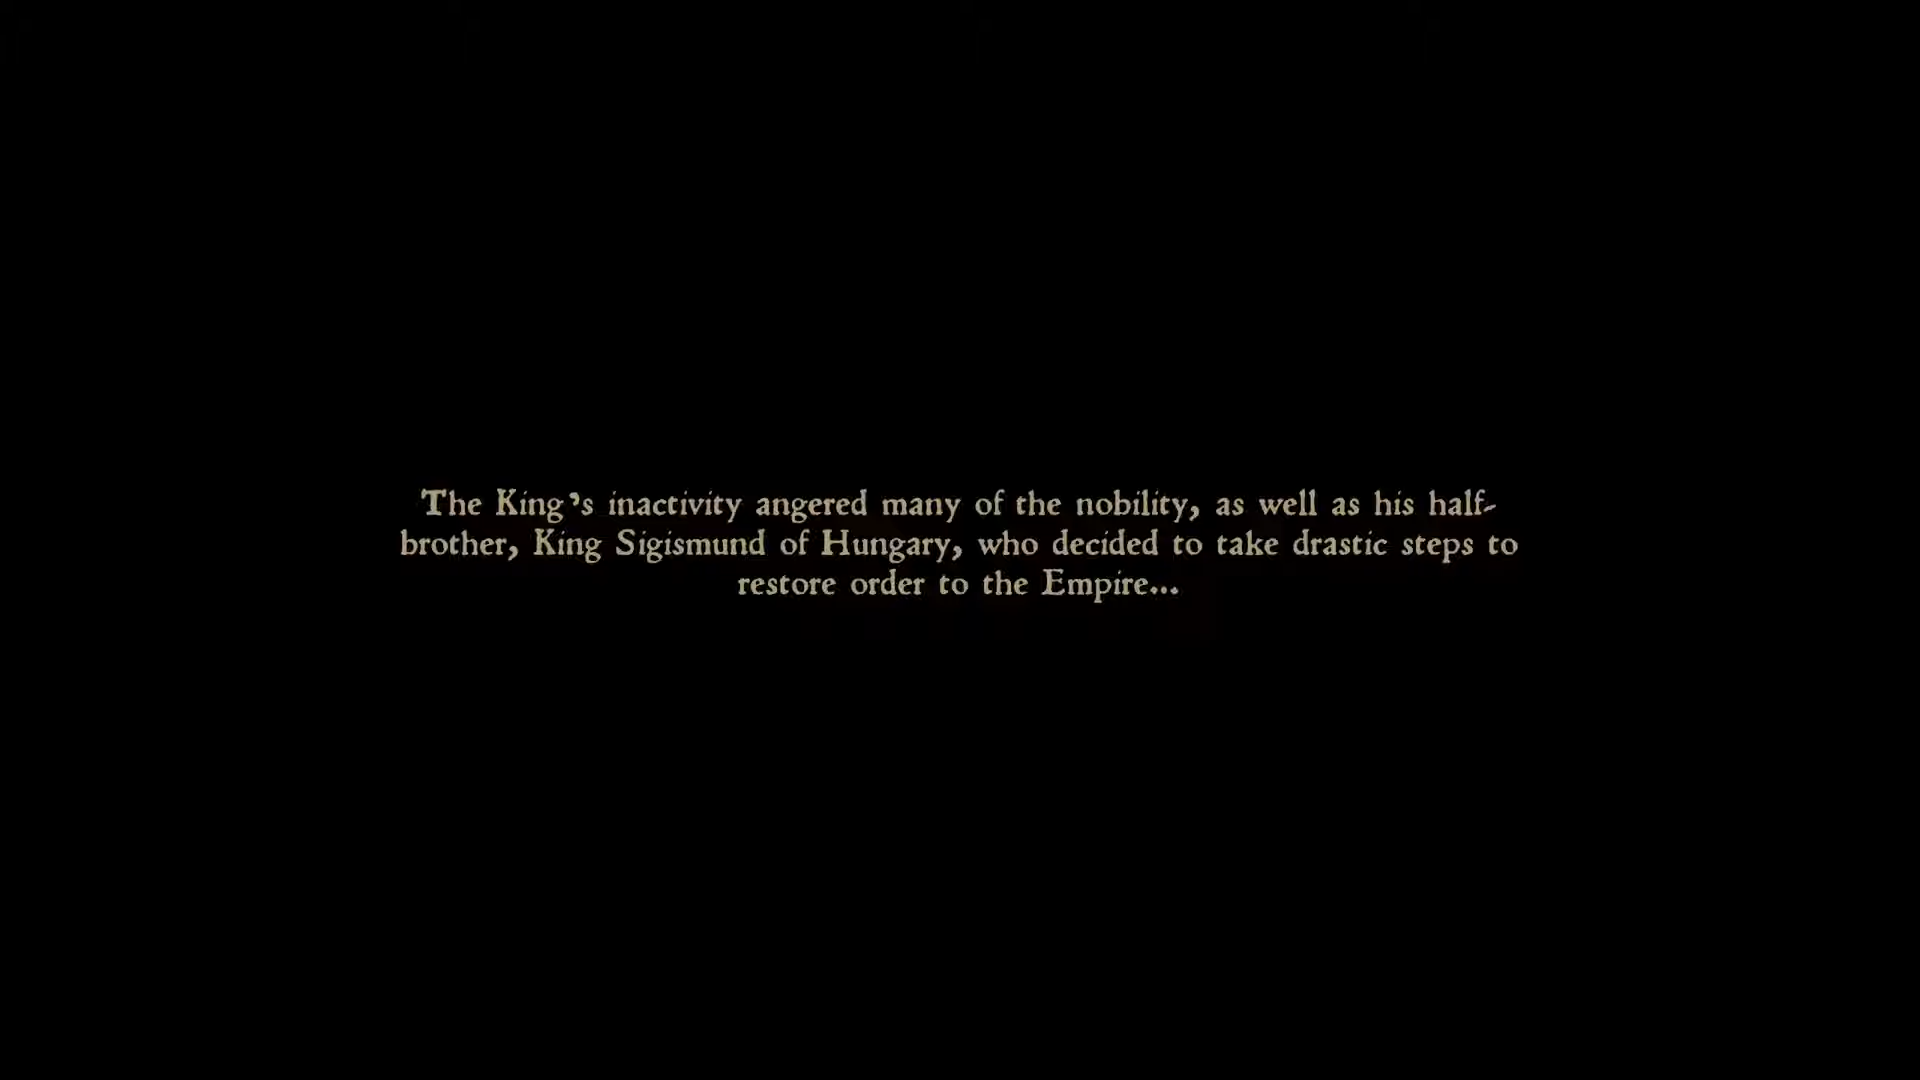 The King's inactivity angered many of the nobility, as well as his half-
brother, King Sigismund of Hungary, who decided to take drastic steps to
restore order to the Empire...